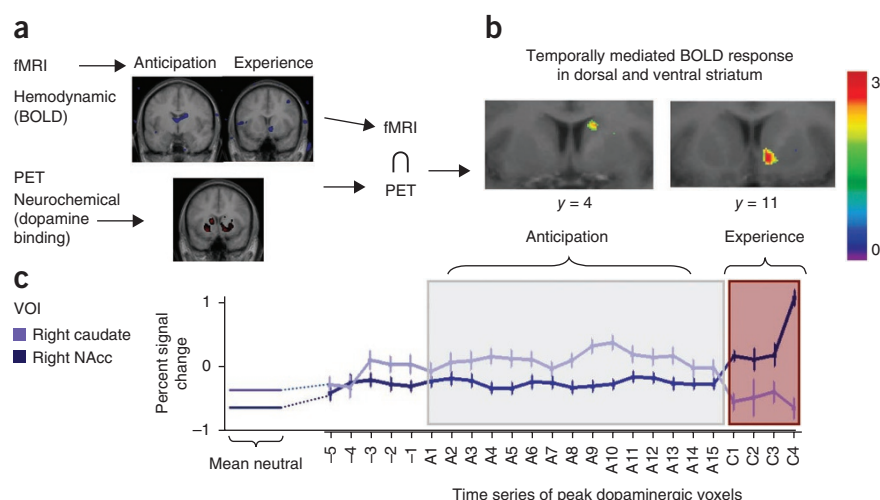 a
fMRI
Anticipation
Experience
Hemodynamic
(BOLD)
PET
Neurochemical
(dopamine
binding)
fMRI
∩
PET
b
Temporally mediated BOLD response
in dorsal and ventral striatum
y = 4
y = 11
3
0
c
VOI
Right caudate
Right NAcc
Anticipation
Experience
Percent signal
change
1
0
–1
Mean neutral
–5 –4 –3 –2 –1 A1 A2 A3 A4 A5 A6 A7 A8 A9 A10 A11 A12 A13 A14 A15 C1 C2 C3 C4
Time series of peak dopaminergic voxels